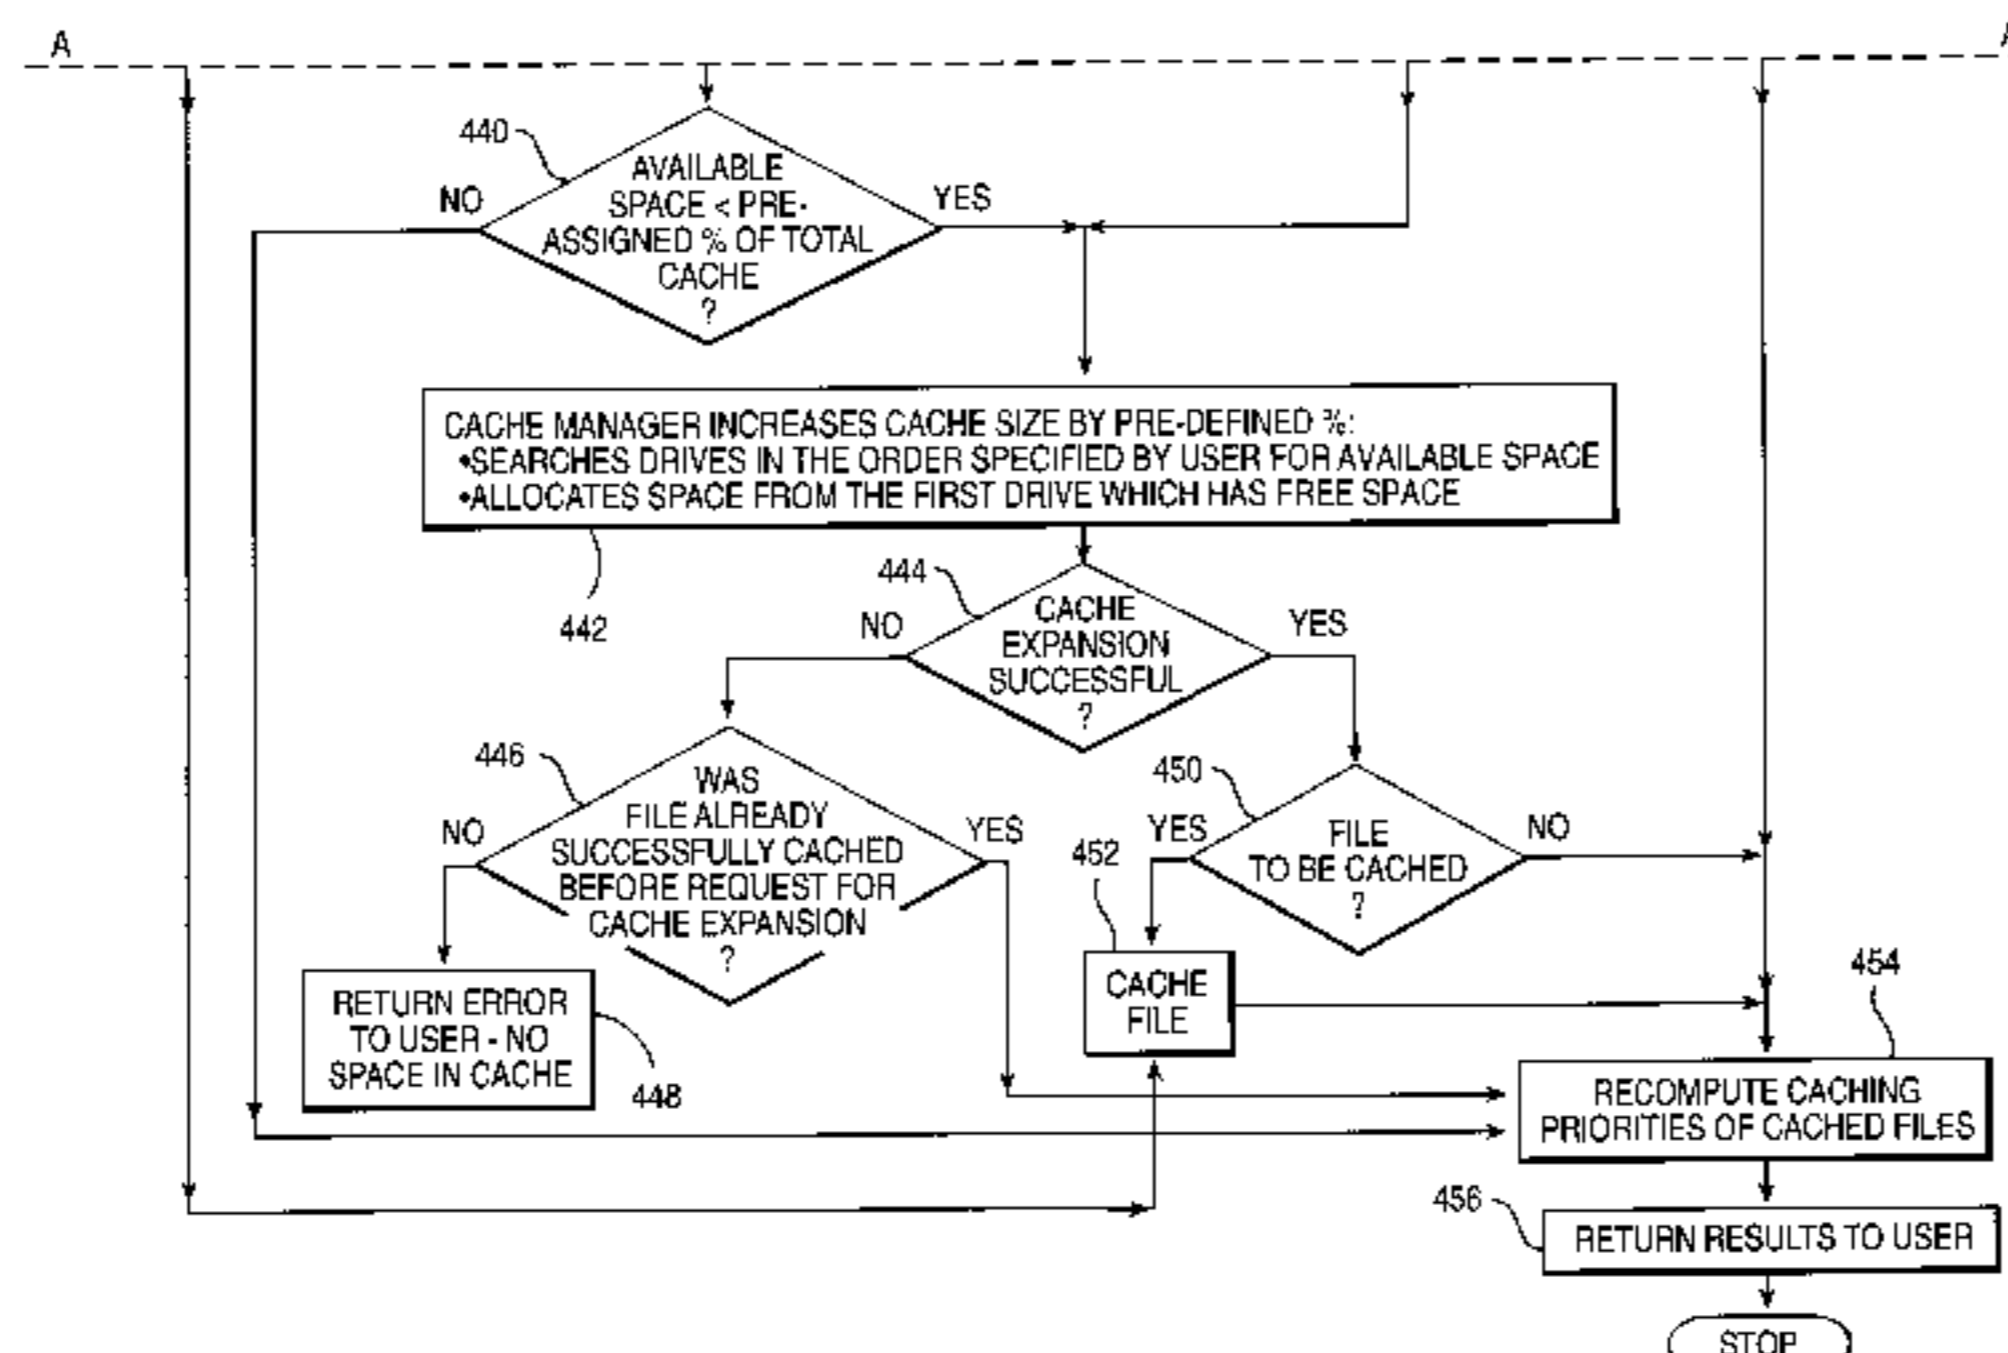 A
440
AVAILABLE
SPACE < PRE-
ASSIGNED % OF TOTAL
CACHE
?
NO
YES
CACHE MANAGER INCREASES CACHE SIZE BY PRE-DEFINED %:
•SEARCHES DRIVES IN THE ORDER SPECIFIED BY USER FOR AVAILABLE SPACE
•ALLOCATES SPACE FROM THE FIRST DRIVE WHICH HAS FREE SPACE
442
444
NO
CACHE
EXPANSION
SUCCESSFUL
?
YES
446
NO
WAS
FILE ALREADY
SUCCESSFULLY CACHED
BEFORE REQUEST FOR
CACHE EXPANSION
?
YES
450
YES
FILE
TO BE CACHED
?
NO
452
CACHE
FILE
RETURN ERROR
TO USER - NO
SPACE IN CACHE
448
454
RECOMPUTE CACHING
PRIORITIES OF CACHED FILES
456
RETURN RESULTS TO USER
STOP